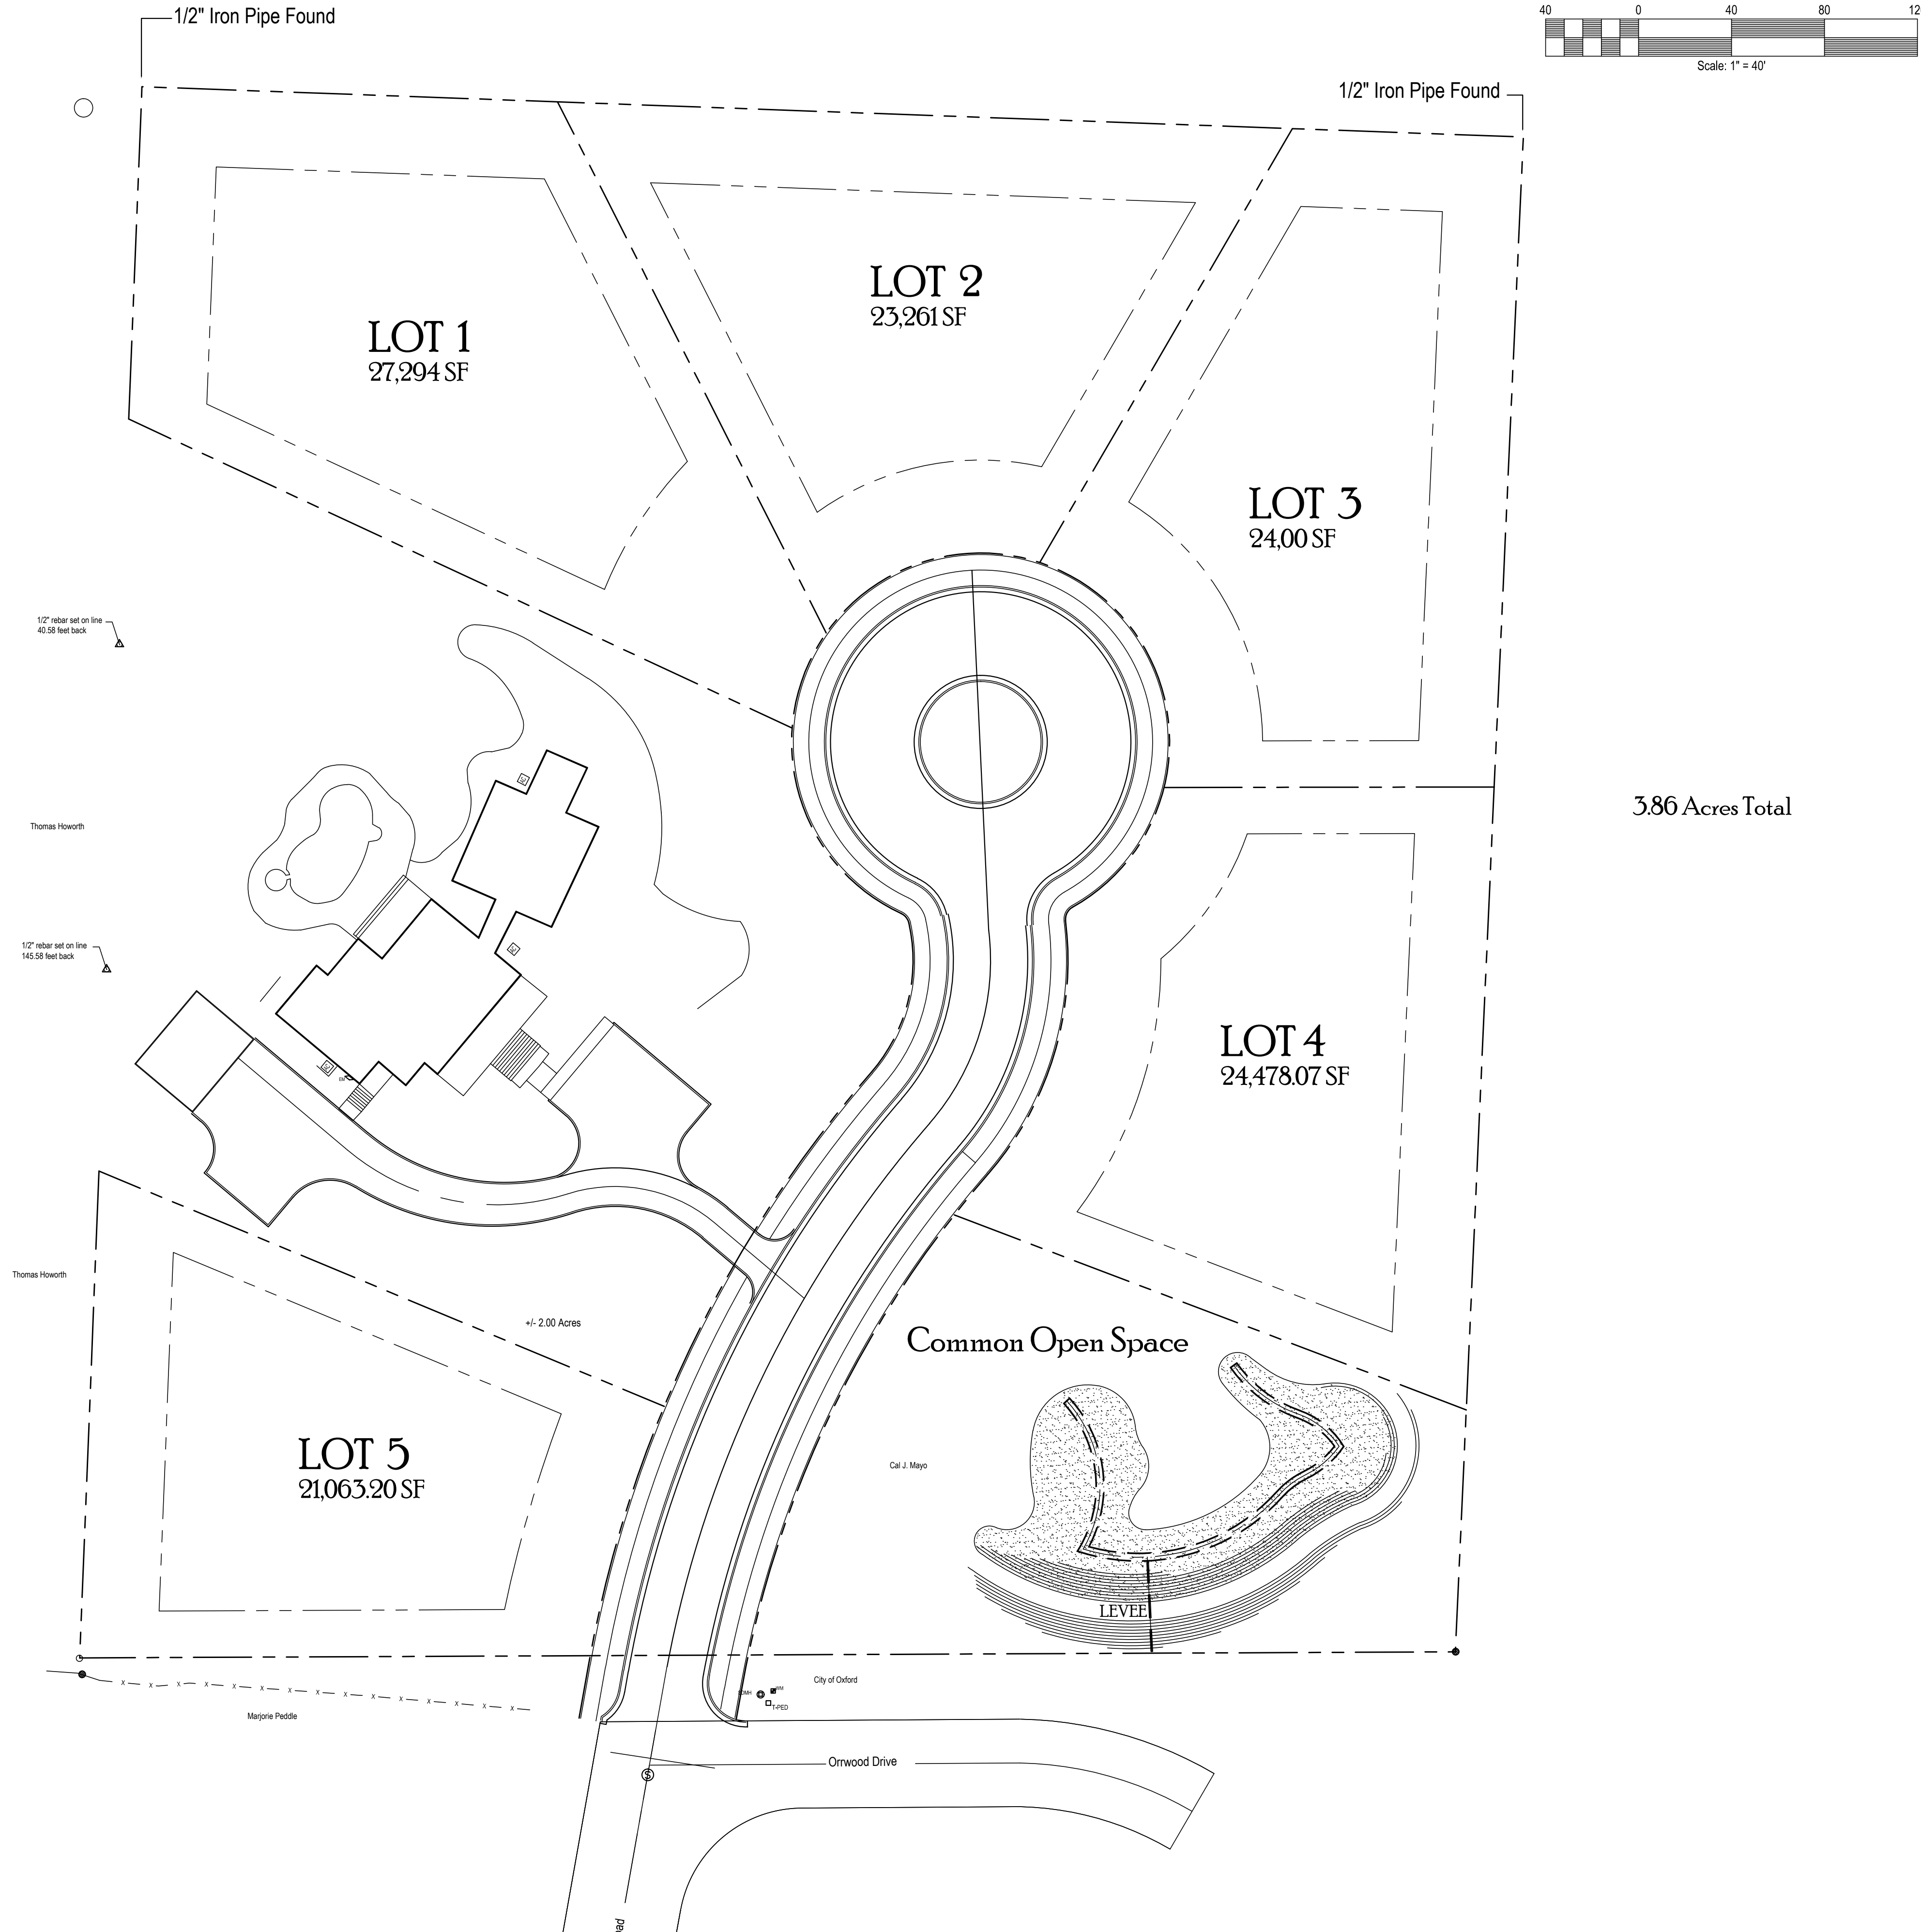 1/2" Iron Pipe Found
40 0 40 80 12
Scale: 1" = 40'
1/2" Iron Pipe Found
LOT 1
27,294 SF
LOT 2
23,261 SF
LOT 3
24,00 SF
1/2" rebar set on line
40.58 feet back
Thomas Howorth
3.86 Acres Total
1/2" rebar set on line
145.58 feet back
LOT 4
24,478.07 SF
Thomas Howorth
+/- 2.00 Acres
Common Open Space
LOT 5
21,063.20 SF
Cal J. Mayo
LEVEE
City of Oxford
T-PED
x x x x x x x x x x x x x x x
Marjorie Peddle
Orrwood Drive
S